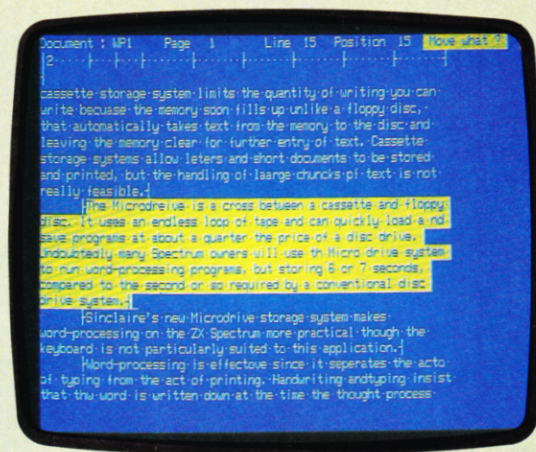 Document : WP1 Page 1 Line 15 Position 15 Move what ?
2
cassette storage system limits the quantity of writing you can
write becuase the memory soon fills up unlike a floppy disc,
that automatically takes text from the memory to the disc and
leaving the memory clear for further entry of text. Cassette
storage systems allow leters and short documents to be stored
and printed, but the handling of laarge chuncks pf text is not
really feasible.
The Microdreive is a cross between a cassette and floppy
disc. It uses an endless loop of tape and can quickly load a nd
save programs at about a quarter the price of a disc drive.
Undoubtedly many Spectrum owners will use th Micro drive system
to run word-processing programs, but storing 6 or 7 seconds,
compared to the second or so required by a conventional disc
drive system.
Sinclaire's new Microdrive storage system makes
word-processing on the ZX Spectrum more practical though the
keyboard is not particularly suited to this application.
Word-processing is effectove since it seperates the acto
of typing from the act of printing. Handwriting andtyping insist
that thw word is written down at the time the thought process